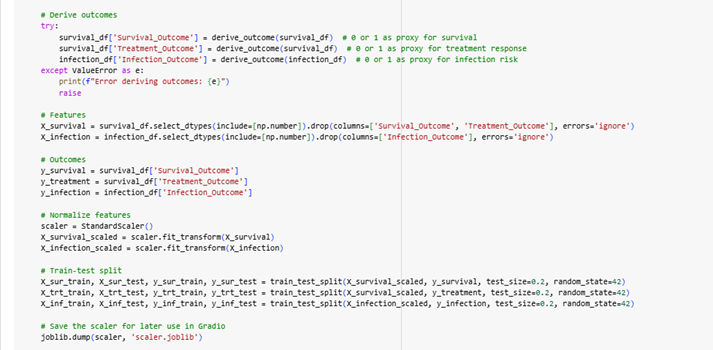 # Derive outcomes
try:
    survival_df['Survival_Outcome'] = derive_outcome(survival_df)  # 0 or 1 as proxy for survival
    survival_df['Treatment_Outcome'] = derive_outcome(survival_df)  # 0 or 1 as proxy for treatment response
    infection_df['Infection_Outcome'] = derive_outcome(infection_df)  # 0 or 1 as proxy for infection risk
except ValueError as e:
    print(f"Error deriving outcomes: {e}")
    raise

# Features
X_survival = survival_df.select_dtypes(include=[np.number]).drop(columns=['Survival_Outcome', 'Treatment_Outcome'], errors='ignore')
X_infection = infection_df.select_dtypes(include=[np.number]).drop(columns=['Infection_Outcome'], errors='ignore')

# Outcomes
y_survival = survival_df['Survival_Outcome']
y_treatment = survival_df['Treatment_Outcome']
y_infection = infection_df['Infection_Outcome']

# Normalize features
scaler = StandardScaler()
X_survival_scaled = scaler.fit_transform(X_survival)
X_infection_scaled = scaler.fit_transform(X_infection)

# Train-test split
X_sur_train, X_sur_test, y_sur_train, y_sur_test = train_test_split(X_survival_scaled, y_survival, test_size=0.2, random_state=42)
X_trt_train, X_trt_test, y_trt_train, y_trt_test = train_test_split(X_survival_scaled, y_treatment, test_size=0.2, random_state=42)
X_inf_train, X_inf_test, y_inf_train, y_inf_test = train_test_split(X_infection_scaled, y_infection, test_size=0.2, random_state=42)

# Save the scaler for later use in Gradio
joblib.dump(scaler, 'scaler.joblib')